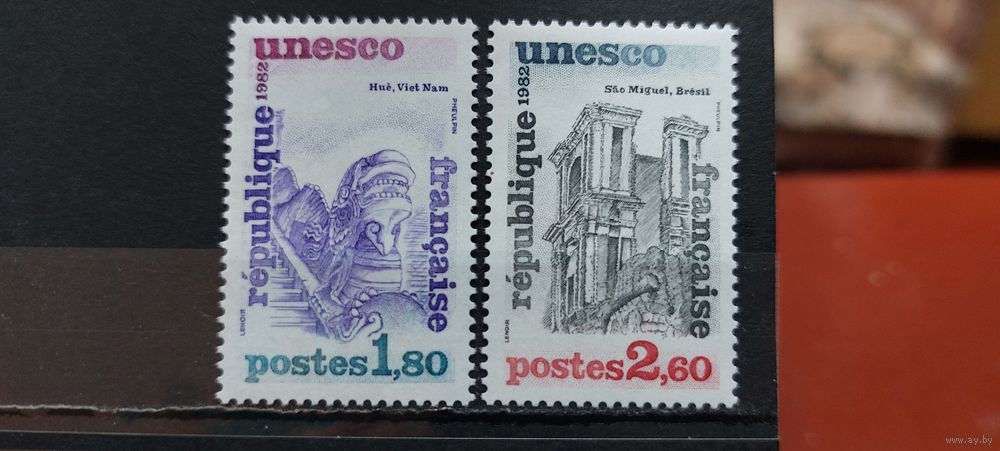 unesco
1982
Huê, Viet Nam
PHEULPIN
république
française
LENOIR
postes 1,80
unesco
1982
São Miguel, Brésil
PHEULPIN
république
française
LENOIR
postes 2,60
www.ay.by